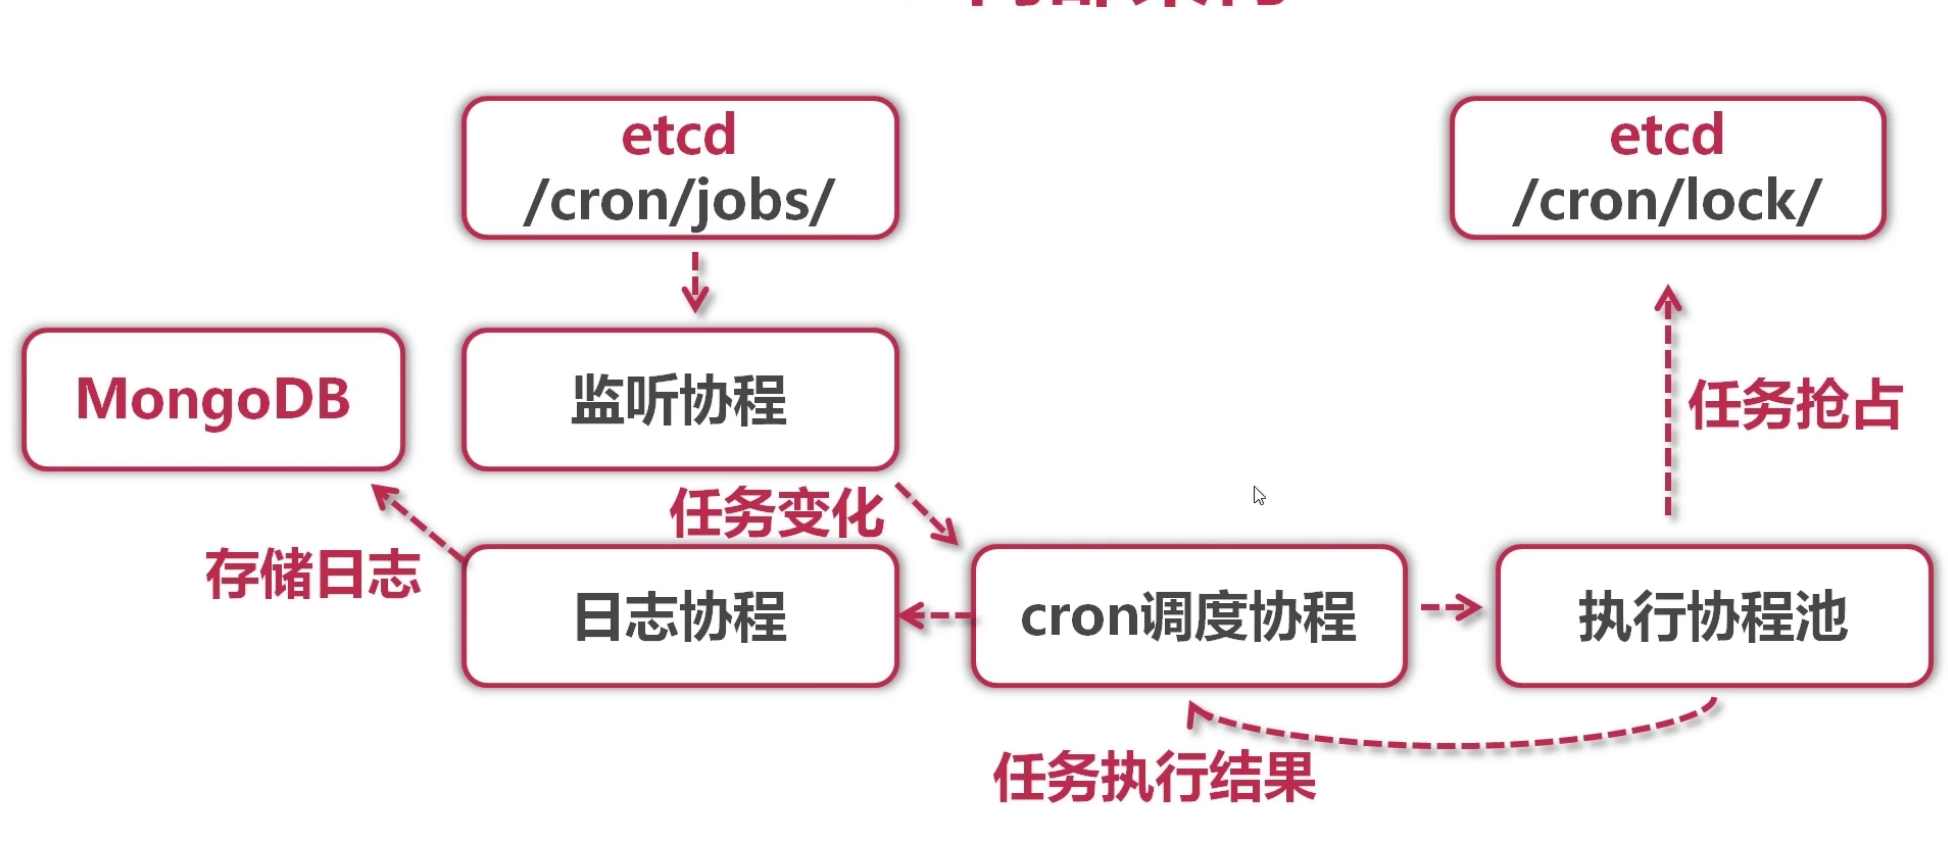 etcd
/cron/jobs/
etcd
/cron/lock/
MongoDB
监听协程
任务抢占
任务变化
存储日志
日志协程
cron调度协程
执行协程池
任务执行结果